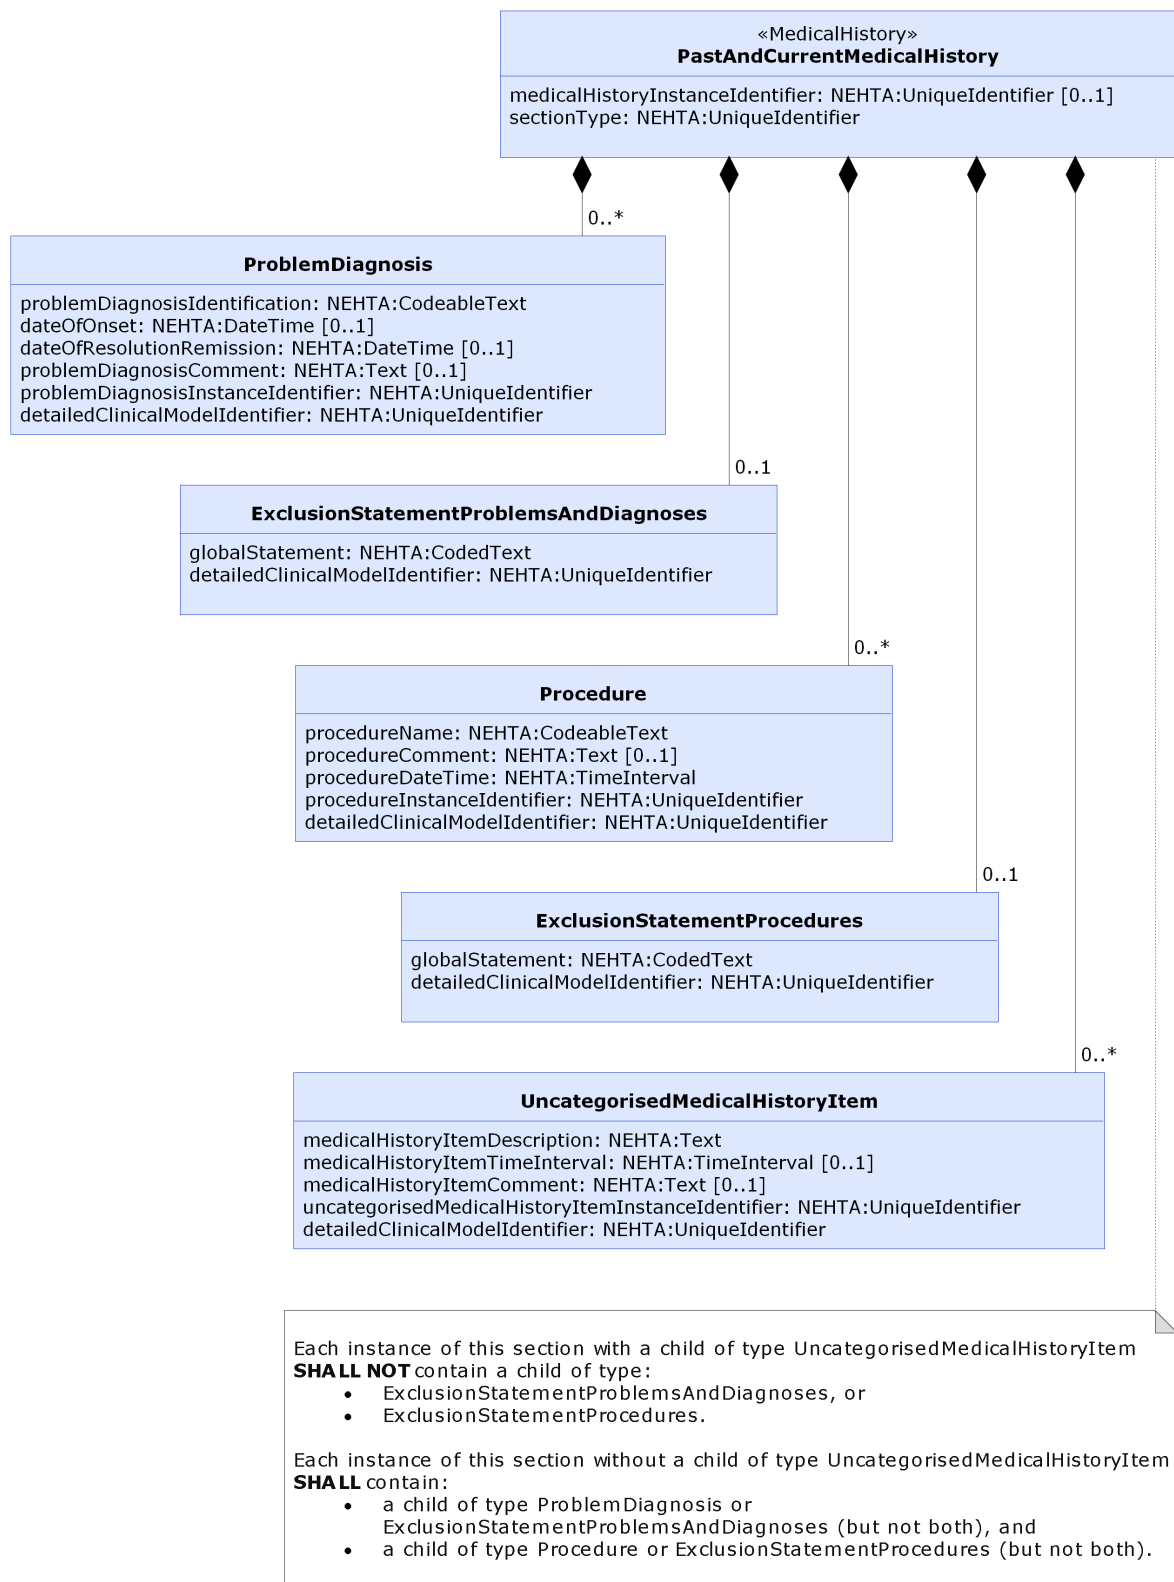 «MedicalHistory»
PastAndCurrentMedicalHistory
medicalHistoryInstanceIdentifier: NEHTA:UniqueIdentifier [0..1]
sectionType: NEHTA:UniqueIdentifier
0..*
ProblemDiagnosis
problemDiagnosisIdentification: NEHTA:CodeableText
dateOfOnset: NEHTA:DateTime [0..1]
dateOfResolutionRemission: NEHTA:DateTime [0..1]
problemDiagnosisComment: NEHTA:Text [0..1]
problemDiagnosisInstanceIdentifier: NEHTA:UniqueIdentifier
detailedClinicalModelIdentifier: NEHTA:UniqueIdentifier
0..1
ExclusionStatementProblemsAndDiagnoses
globalStatement: NEHTA:CodedText
detailedClinicalModelIdentifier: NEHTA:UniqueIdentifier
0..*
Procedure
procedureName: NEHTA:CodeableText
procedureComment: NEHTA:Text [0..1]
procedureDateTime: NEHTA:TimeInterval
procedureInstanceIdentifier: NEHTA:UniqueIdentifier
detailedClinicalModelIdentifier: NEHTA:UniqueIdentifier
0..1
ExclusionStatementProcedures
globalStatement: NEHTA:CodedText
detailedClinicalModelIdentifier: NEHTA:UniqueIdentifier
0..*
UncategorisedMedicalHistoryItem
medicalHistoryItemDescription: NEHTA:Text
medicalHistoryItemTimeInterval: NEHTA:TimeInterval [0..1]
medicalHistoryItemComment: NEHTA:Text [0..1]
uncategorisedMedicalHistoryItemInstanceIdentifier: NEHTA:UniqueIdentifier
detailedClinicalModelIdentifier: NEHTA:UniqueIdentifier
Each instance of this section with a child of type UncategorisedMedicalHistoryItem
SHALL NOT contain a child of type:
• ExclusionStatementProblemsAndDiagnoses, or
• ExclusionStatementProcedures.
Each instance of this section without a child of type UncategorisedMedicalHistoryItem
SHALL contain:
• a child of type ProblemDiagnosis or
ExclusionStatementProblemsAndDiagnoses (but not both), and
• a child of type Procedure or ExclusionStatementProcedures (but not both).